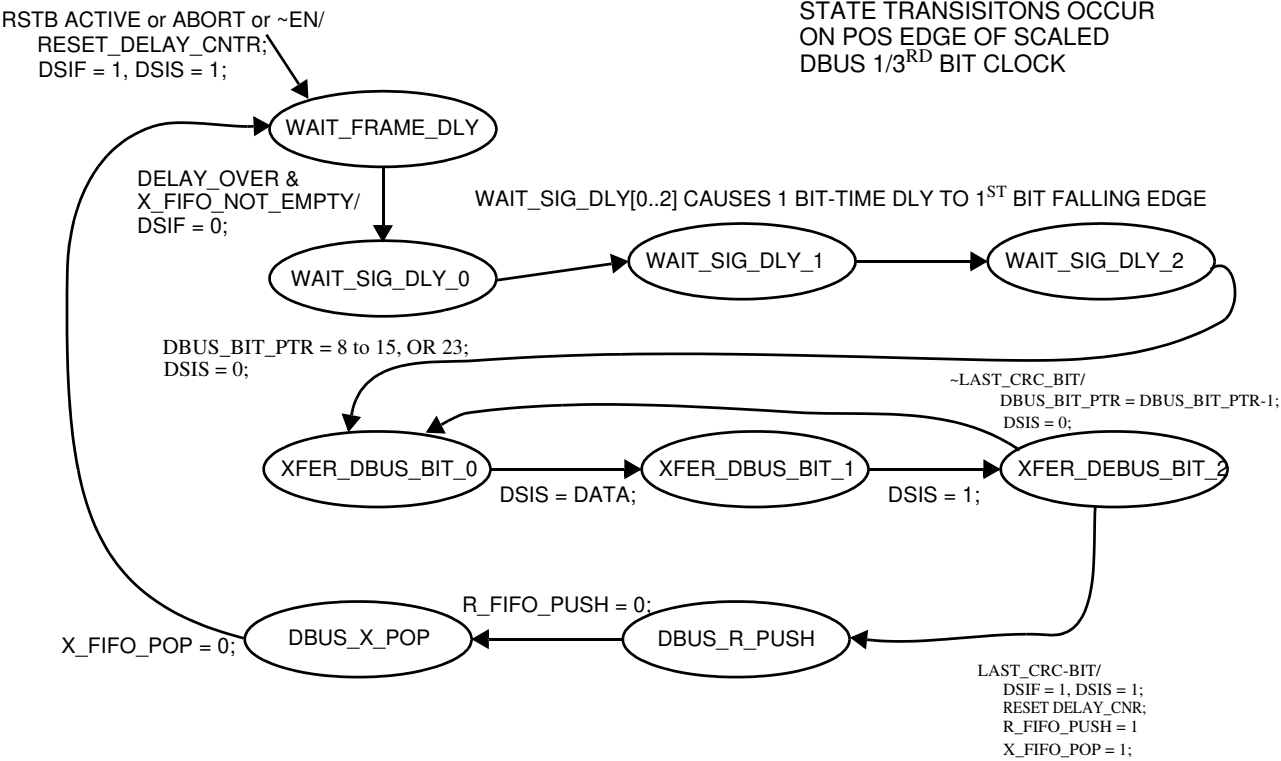 RSTB ACTIVE or ABORT or ~EN/
RESET_DELAY_CNTR;
DSIF = 1, DSIS = 1;
STATE TRANSISITONS OCCUR
ON POS EDGE OF SCALED
DBUS 1/3RD BIT CLOCK
WAIT_FRAME_DLY
DELAY_OVER &
X_FIFO_NOT_EMPTY/
DSIF = 0;
WAIT_SIG_DLY[0..2] CAUSES 1 BIT-TIME DLY TO 1ST BIT FALLING EDGE
WAIT_SIG_DLY_0
WAIT_SIG_DLY_1
WAIT_SIG_DLY_2
DBUS_BIT_PTR = 8 to 15, OR 23;
DSIS = 0;
~LAST_CRC_BIT/
DBUS_BIT_PTR = DBUS_BIT_PTR-1;
DSIS = 0;
XFER_DBUS_BIT_0
DSIS = DATA;
XFER_DBUS_BIT_1
DSIS = 1;
XFER_DEBUS_BIT_2
X_FIFO_POP = 0;
DBUS_X_POP
R_FIFO_PUSH = 0;
DBUS_R_PUSH
LAST_CRC-BIT/
DSIF = 1, DSIS = 1;
RESET DELAY_CNR;
R_FIFO_PUSH = 1
X_FIFO_POP = 1;